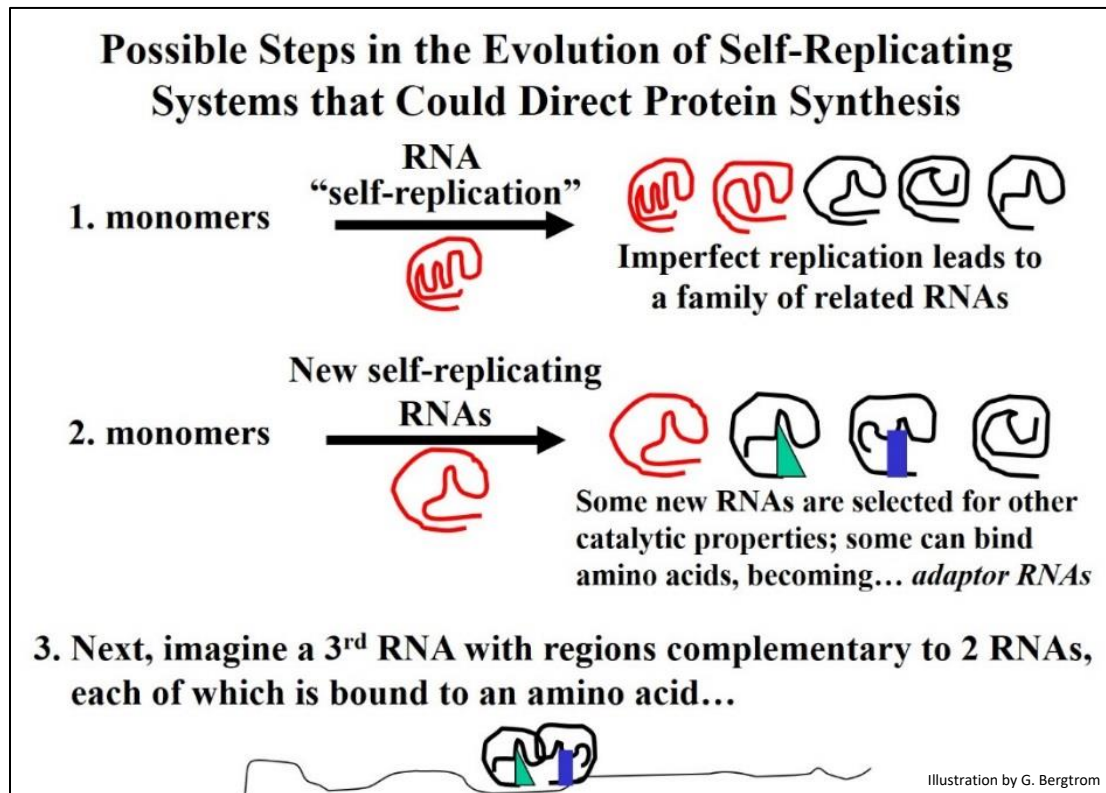 Possible Steps in the Evolution of Self-Replicating
Systems that Could Direct Protein Synthesis
RNA
“self-replication”
1. monomers
Imperfect replication leads to
a family of related RNAs
New self-replicating
RNAs
2. monomers
Some new RNAs are selected for other
catalytic properties; some can bind
amino acids, becoming… adaptor RNAs
3. Next, imagine a 3rd RNA with regions complementary to 2 RNAs,
each of which is bound to an amino acid…
Illustration by G. Bergtrom